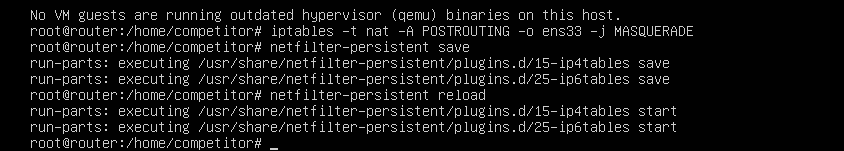 No VM guests are running outdated hypervisor (qemu) binaries on this host.
root@router:/home/competitor# iptables -t nat -A POSTROUTING -o ens33 -j MASQUERADE
root@router:/home/competitor# netfilter-persistent save
run-parts: executing /usr/share/netfilter-persistent/plugins.d/15-ip4tables save
run-parts: executing /usr/share/netfilter-persistent/plugins.d/25-ip6tables save
root@router:/home/competitor# netfilter-persistent reload
run-parts: executing /usr/share/netfilter-persistent/plugins.d/15-ip4tables start
run-parts: executing /usr/share/netfilter-persistent/plugins.d/25-ip6tables start
root@router:/home/competitor# _